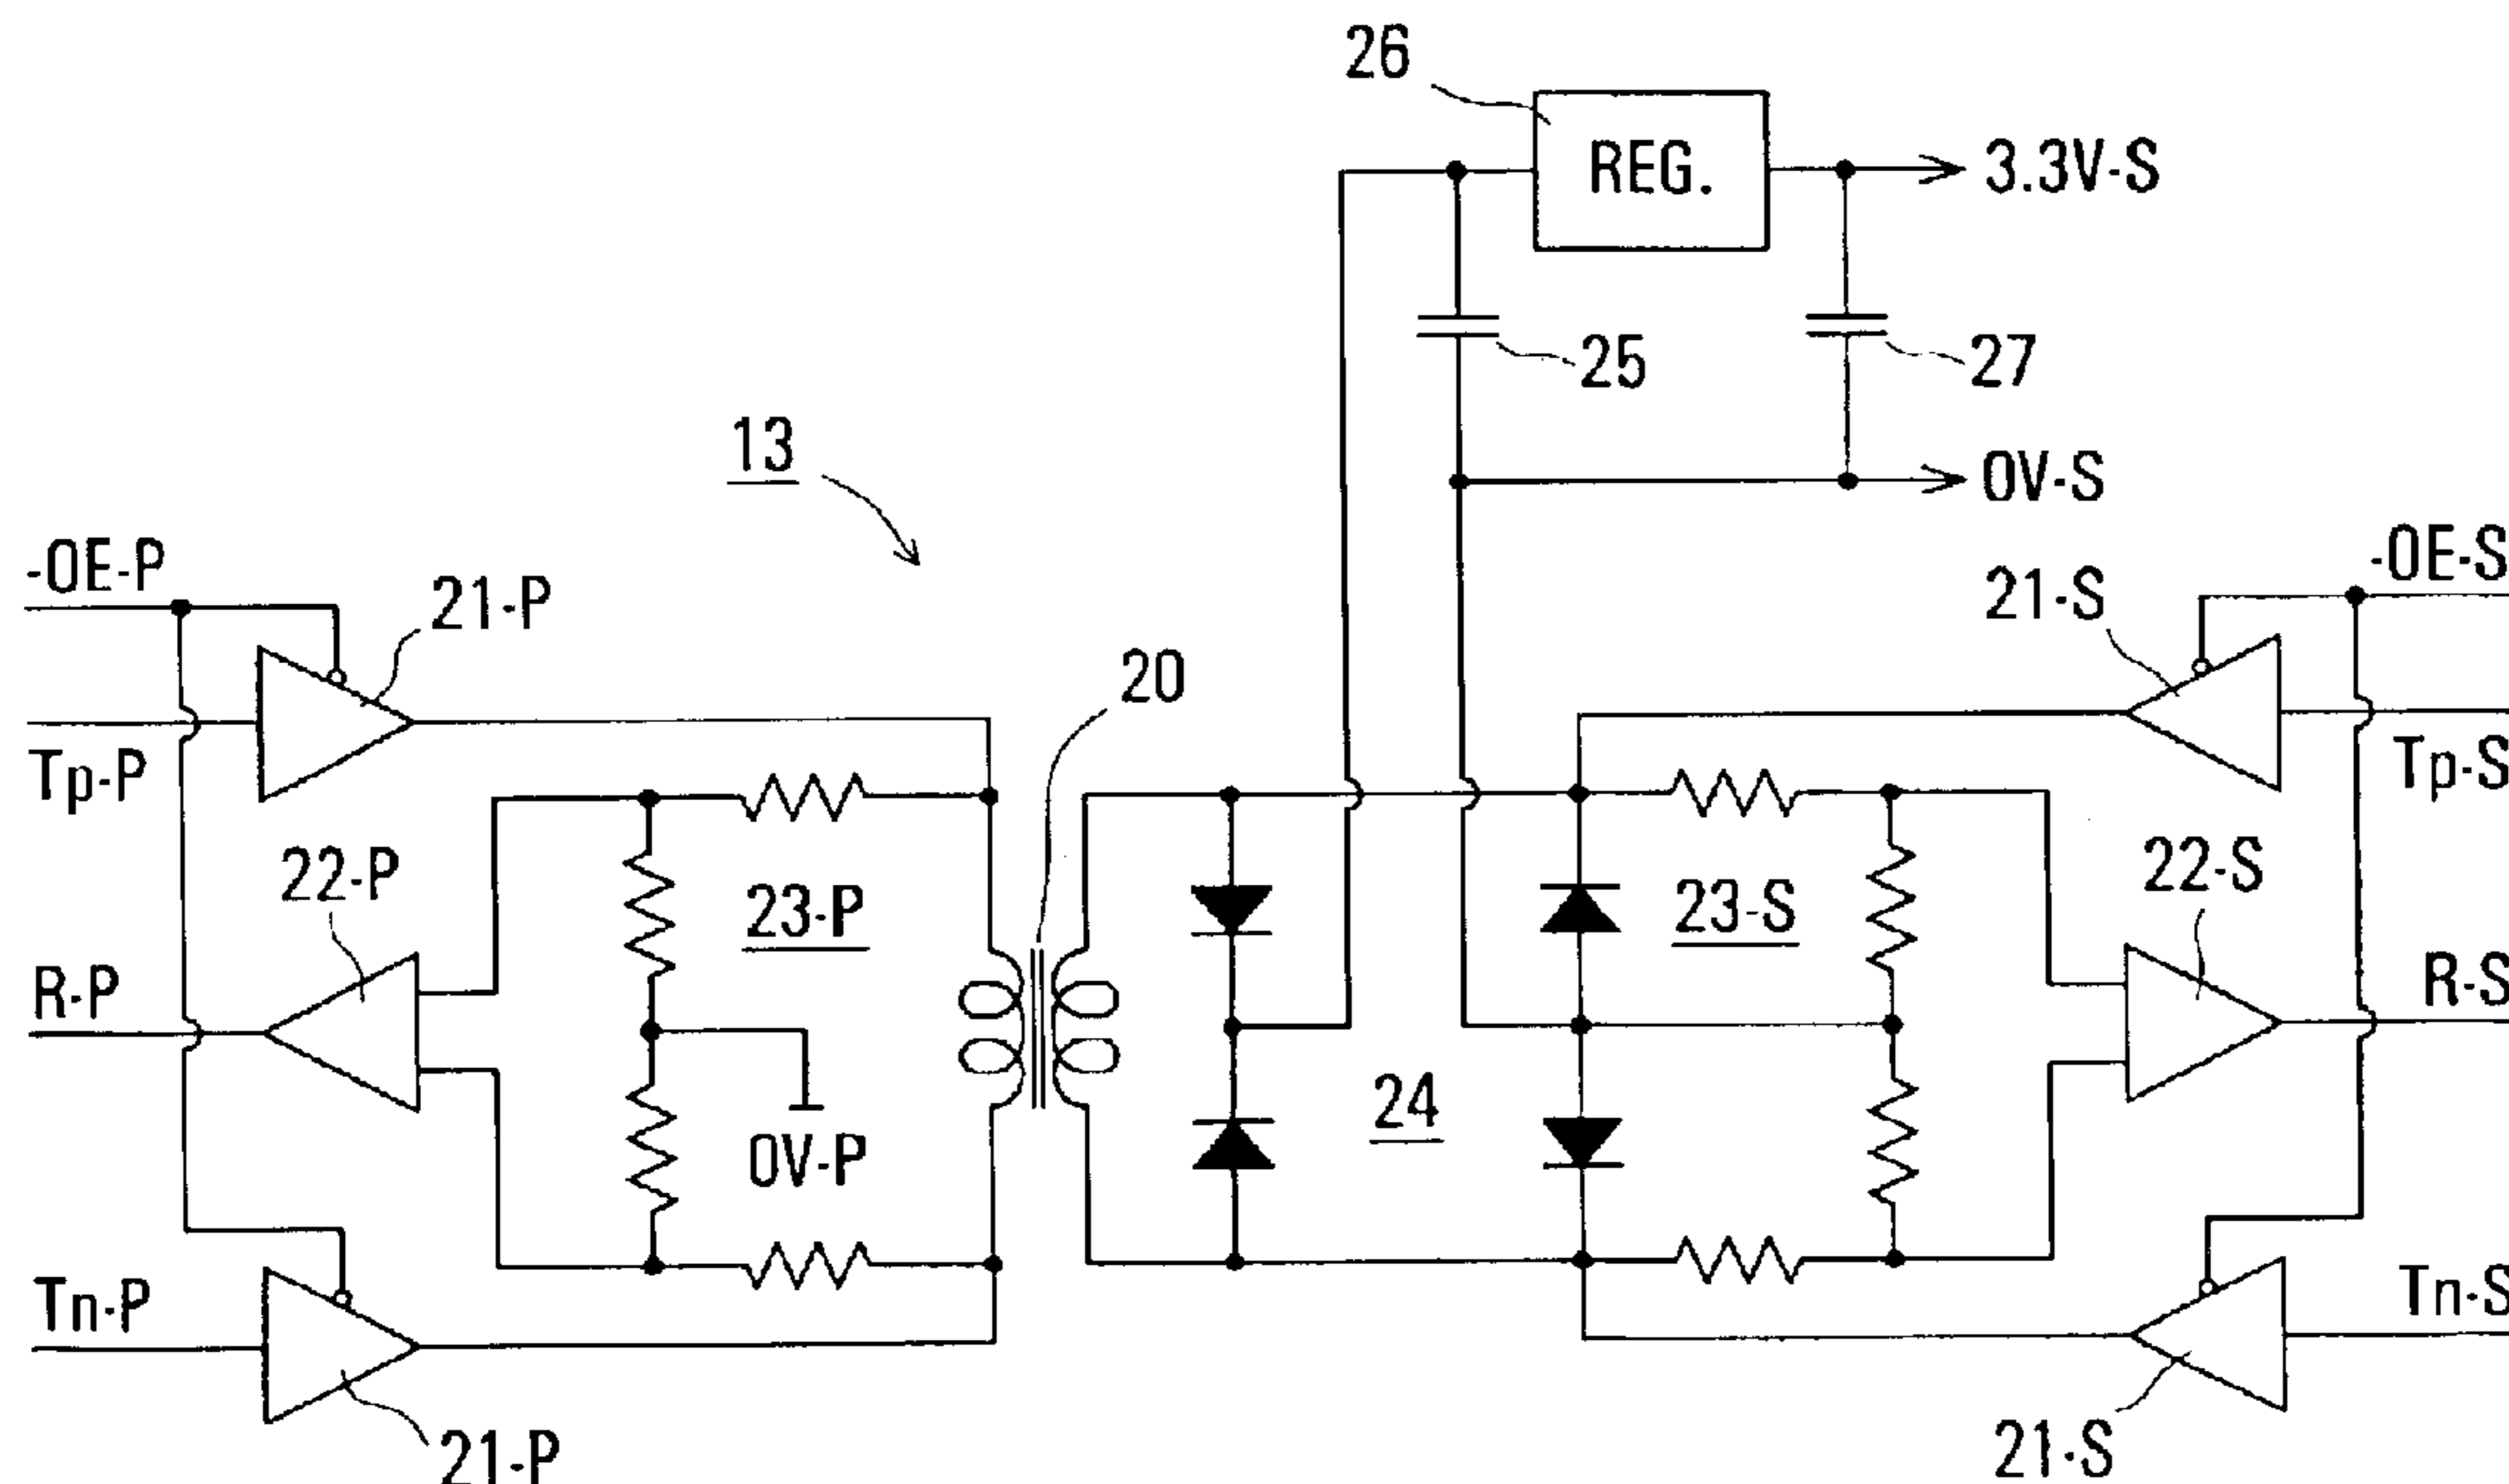 26
REG.
3.3V-S
25
27
13
0V-S
-OE-P
21-P
-OE-S
21-S
20
Tp-P
Tp-S
22-P
23-P
23-S
22-S
R-P
R-S
24
0V-P
Tn-P
Tn-S
21-P
21-S